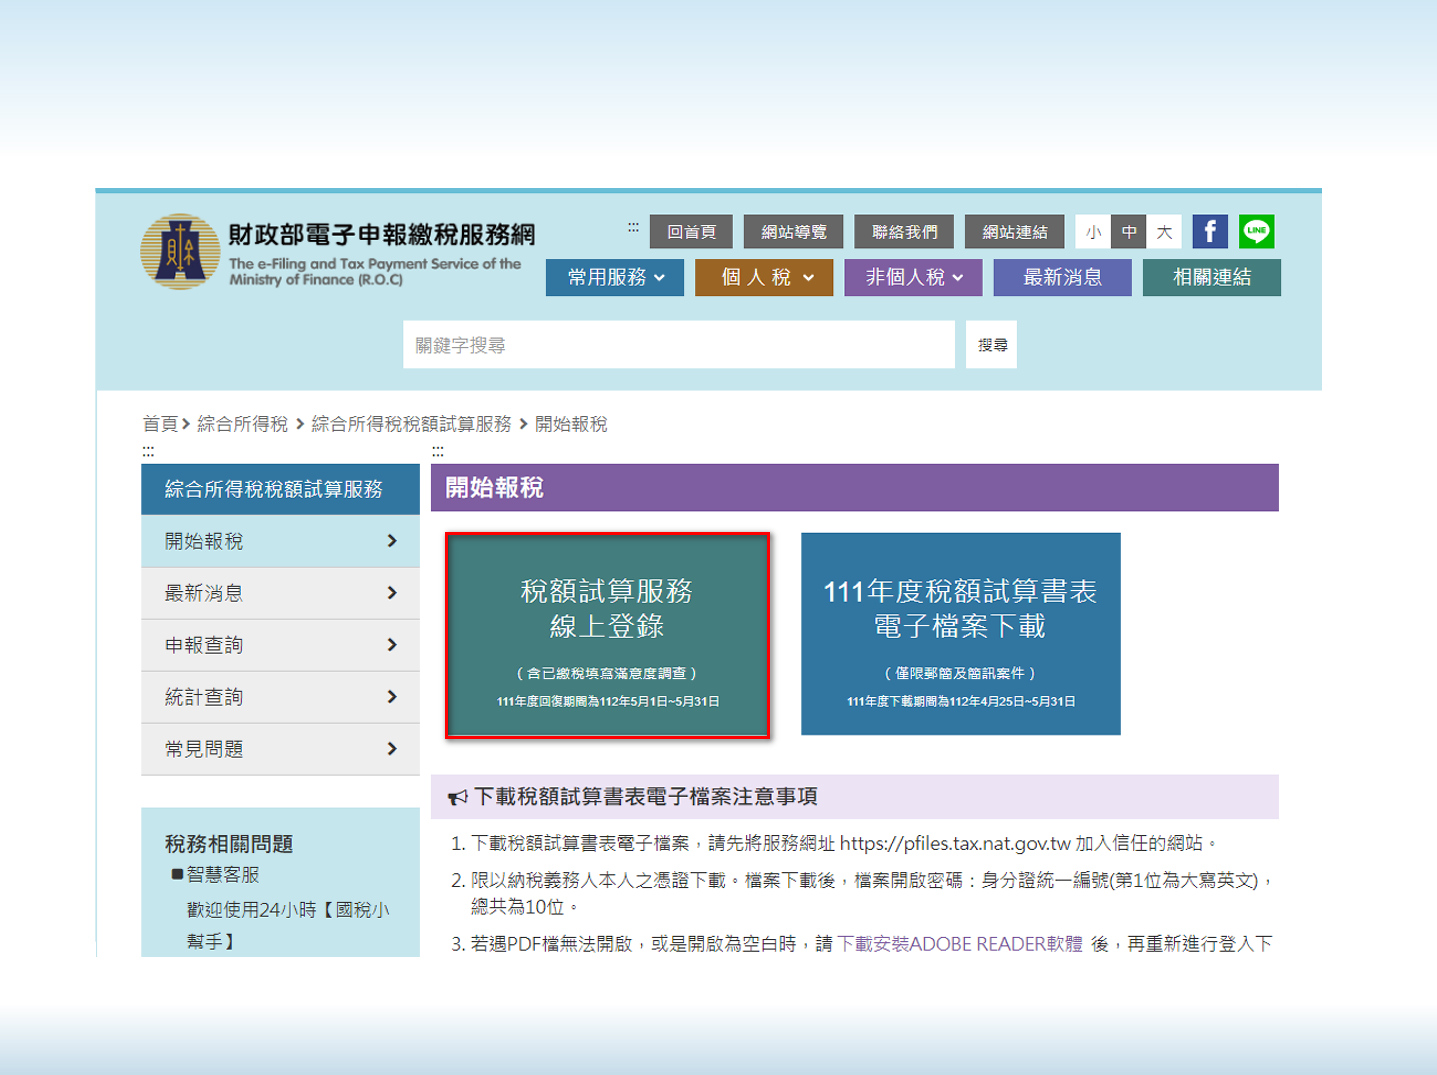 財政部電子申報繳稅服務網
The e-Filing and Tax Payment Service of the
Ministry of Finance (R.O.C)
:::
回首頁
網站導覽
聯絡我們
網站連結
小 中 大
f
LINE
常用服務
個 人 稅
非個人稅
最新消息
相關連結
關鍵字搜尋
搜尋
首頁 > 綜合所得稅 > 綜合所得稅稅額試算服務 > 開始報稅
:::
綜合所得稅稅額試算服務
開始報稅
最新消息
申報查詢
統計查詢
常見問題
稅務相關問題
■智慧客服
歡迎使用24小時【國稅小
幫手】
:::
開始報稅
稅額試算服務
線上登錄
（含已繳稅填寫滿意度調查）
111年度回復期間為112年5月1日~5月31日
111年度稅額試算書表
電子檔案下載
（僅限郵簡及簡訊案件）
111年度下載期間為112年4月25日~5月31日
下載稅額試算書表電子檔案注意事項
1. 下載稅額試算書表電子檔案，請先將服務網址 https://pfiles.tax.nat.gov.tw 加入信任的網站。
2. 限以納稅義務人本人之憑證下載。檔案下載後，檔案開啟密碼：身分證統一編號(第1位為大寫英文)，
總共為10位。
3. 若遇PDF檔無法開啟，或是開啟為空白時，請 下載安裝ADOBE READER軟體 後，再重新進行登入下